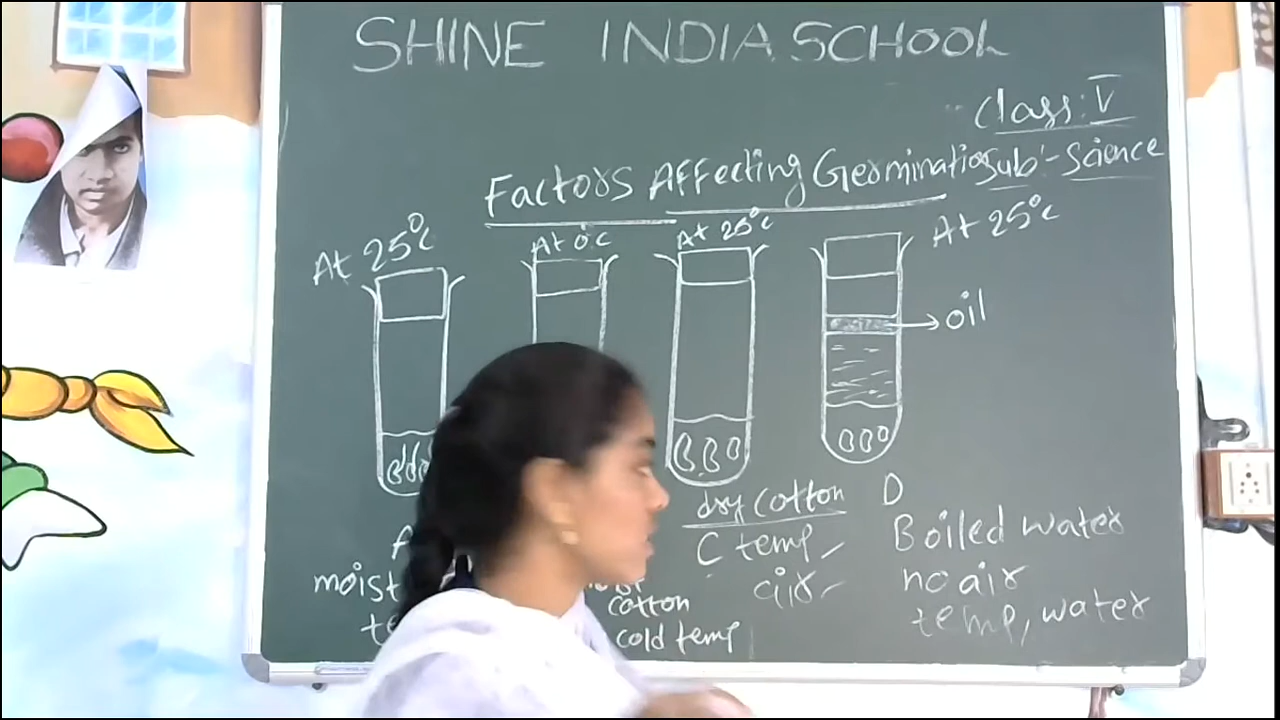 SHINE INDIA SCHOOL
Class: V
Factors Affecting Germination
Sub:- Science
At 25°C
At 0°C
At 25°C
At 25°C
oil
A
moist
cotton
cold temp
dry cotton
C temp,
air
D
Boiled water
no air
temp, water